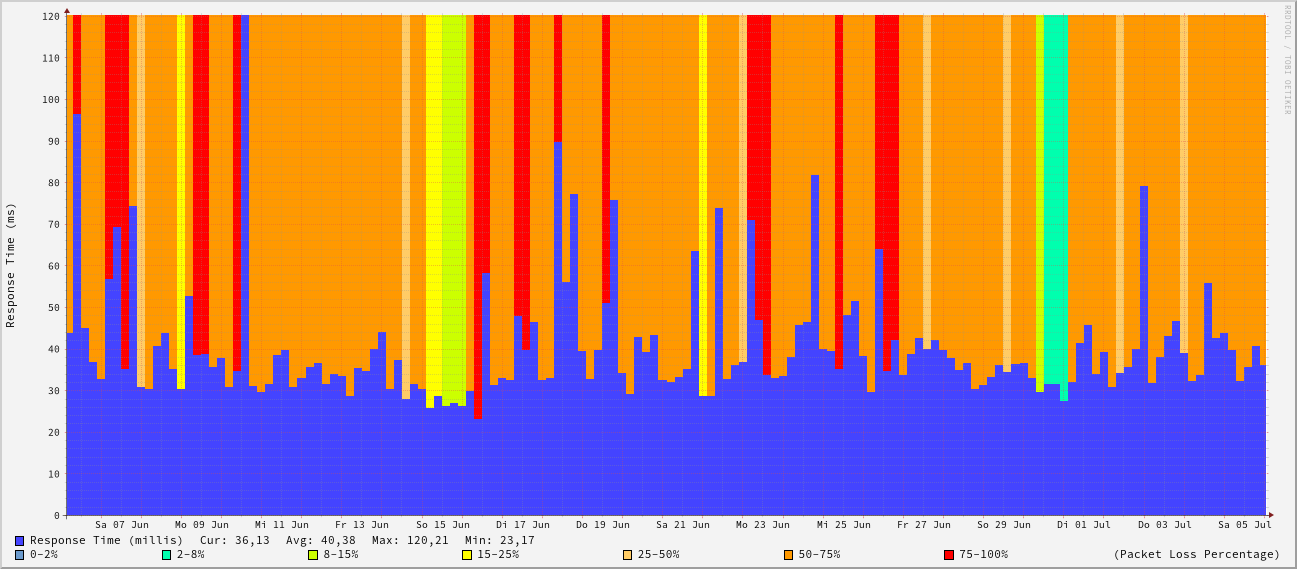 120
110
100
90
80
70
60
50
40
30
20
10
0
Response Time (ms)
RRDTOOL / TOBI OETIKER
Sa 07 Jun Mo 09 Jun Mi 11 Jun Fr 13 Jun So 15 Jun Di 17 Jun Do 19 Jun Sa 21 Jun Mo 23 Jun Mi 25 Jun Fr 27 Jun So 29 Jun Di 01 Jul Do 03 Jul Sa 05 Jul
Response Time (millis) Cur: 36,13 Avg: 40,38 Max: 120,21 Min: 23,17
0-2% 2-8% 8-15% 15-25% 25-50% 50-75% 75-100% (Packet Loss Percentage)